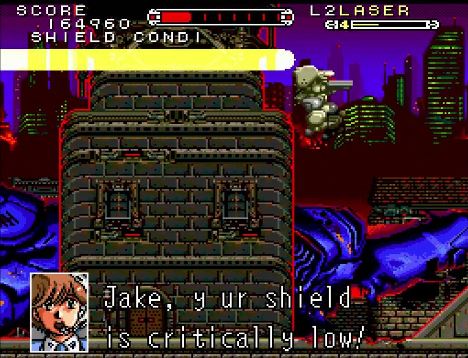 SCORE
164960
SHIELD CONDI
L2LASER
14
Jake, y ur shield
is critically low!